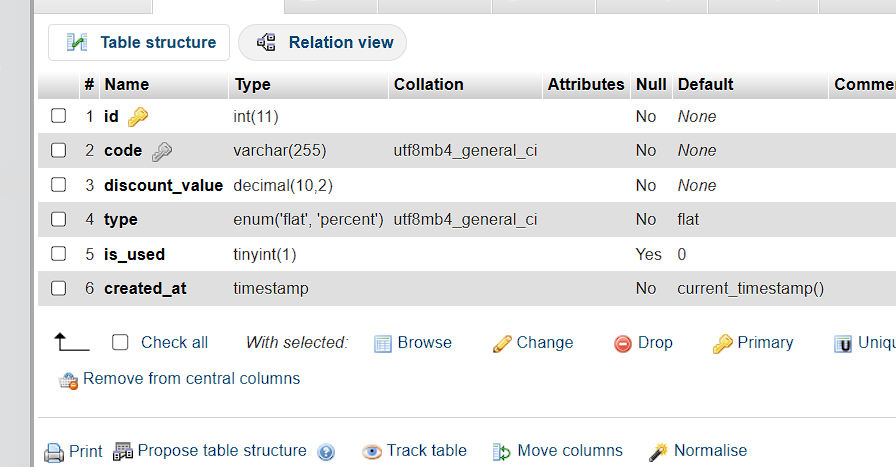 Table structure Relation view
# Name Type Collation Attributes Null Default Comme
1 id int(11) No None
2 code varchar(255) utf8mb4_general_ci No None
3 discount_value decimal(10,2) No None
4 type enum('flat', 'percent') utf8mb4_general_ci No flat
5 is_used tinyint(1) Yes 0
6 created_at timestamp No current_timestamp()
Check all With selected: Browse Change Drop Primary Uniqu
Remove from central columns
Print Propose table structure Track table Move columns Normalise